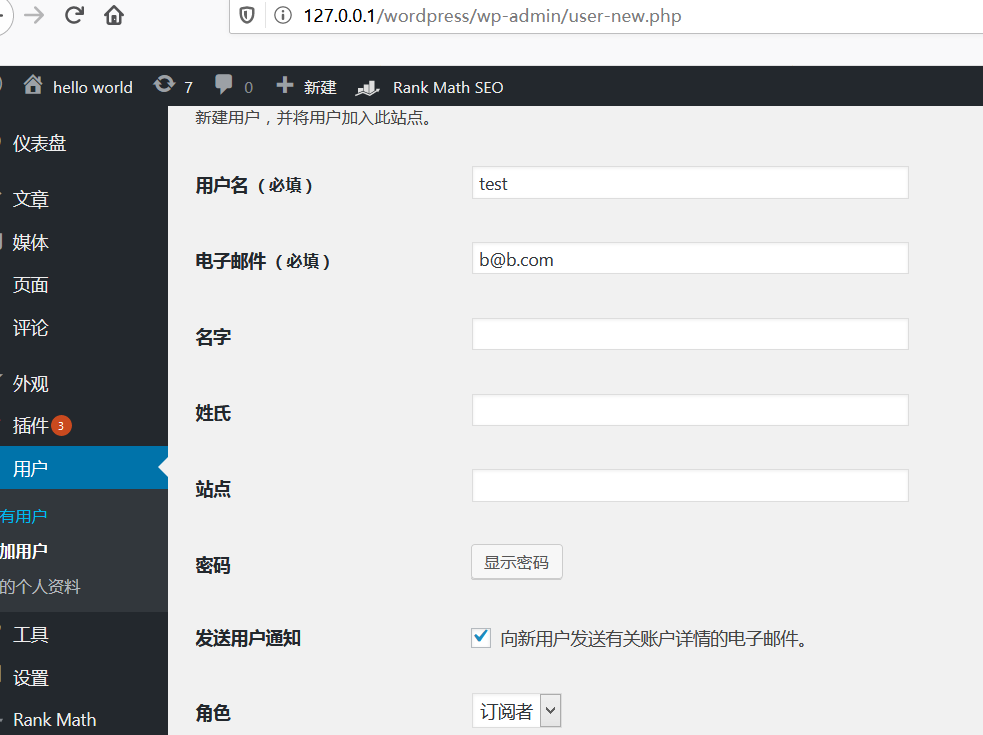 127.0.0.1/wordpress/wp-admin/user-new.php
hello world 7 0 新建 Rank Math SEO
新建用户，并将用户加入此站点。
仪表盘
文章
媒体
页面
评论
外观
插件 3
用户
有用户
加用户
的个人资料
工具
设置
Rank Math
用户名（必填） test
电子邮件（必填） b@b.com
名字
姓氏
站点
密码 显示密码
发送用户通知 向新用户发送有关账户详情的电子邮件。
角色 订阅者